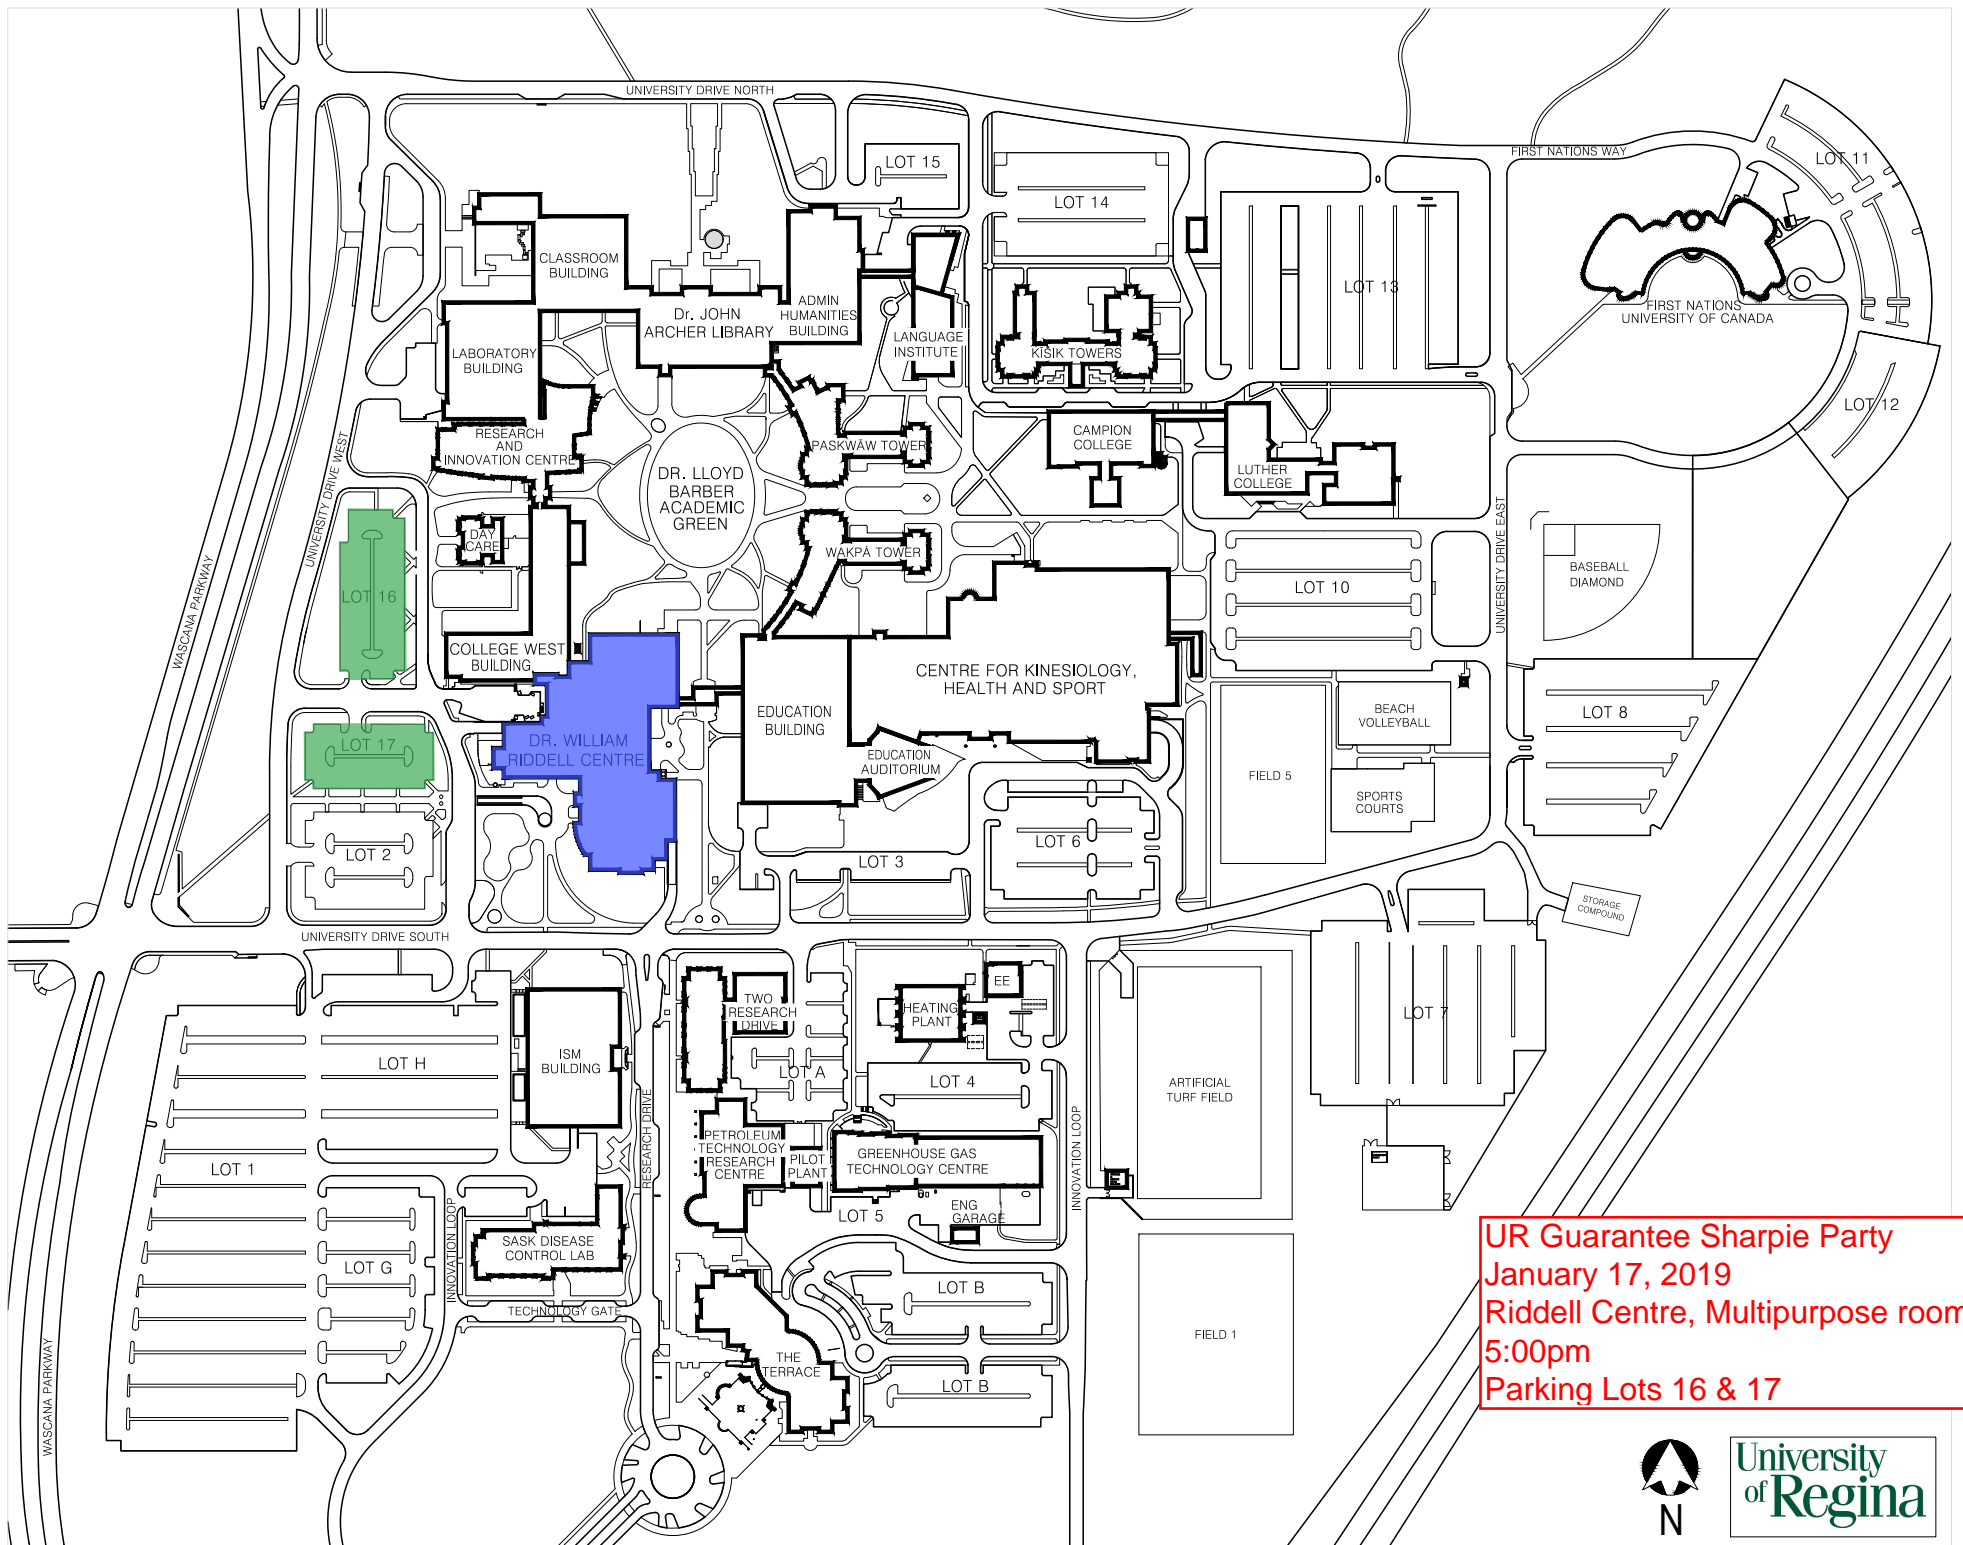 UNIVERSITY DRIVE NORTH
FIRST NATIONS WAY
LOT 11
LOT 15
LOT 14
CLASSROOM
BUILDING
LOT 13
ADMIN
HUMANITIES
BUILDING
Dr. JOHN
ARCHER LIBRARY
FIRST NATIONS
UNIVERSITY OF CANADA
LANGUAGE
INSTITUTE
KĪSIK TOWERS
LABORATORY
BUILDING
LOT 12
RESEARCH
AND
INNOVATION CENTRE
PASKWĀW TOWER
CAMPION
COLLEGE
LUTHER
COLLEGE
DR. LLOYD
BARBER
ACADEMIC
GREEN
UNIVERSITY DRIVE WEST
UNIVERSITY DRIVE EAST
DAY
CARE
WAKPĀ TOWER
BASEBALL
DIAMOND
LOT 10
LOT 16
WASCANA PARKWAY
COLLEGE WEST
BUILDING
CENTRE FOR KINESIOLOGY,
HEALTH AND SPORT
EDUCATION
BUILDING
BEACH
VOLLEYBALL
LOT 8
LOT 17
DR. WILLIAM
RIDDELL CENTRE
EDUCATION
AUDITORIUM
FIELD 5
SPORTS
COURTS
LOT 2
LOT 3
LOT 6
STORAGE
COMPOUND
UNIVERSITY DRIVE SOUTH
TWO
RESEARCH
DRIVE
EE
HEATING
PLANT
LOT 7
ISM
BUILDING
LOT H
LOT A
LOT 4
ARTIFICIAL
TURF FIELD
RESEARCH DRIVE
INNOVATION LOOP
PETROLEUM
TECHNOLOGY
RESEARCH
CENTRE
PILOT
PLANT
GREENHOUSE GAS
TECHNOLOGY CENTRE
LOT 1
LOT 5
ENG
GARAGE
INNOVATION LOOP
SASK DISEASE
CONTROL LAB
LOT G
LOT B
TECHNOLOGY GATE
FIELD 1
THE
TERRACE
LOT B
WASCANA PARKWAY
UR Guarantee Sharpie Party
January 17, 2019
Riddell Centre, Multipurpose room
5:00pm
Parking Lots 16 & 17
N
University
of Regina